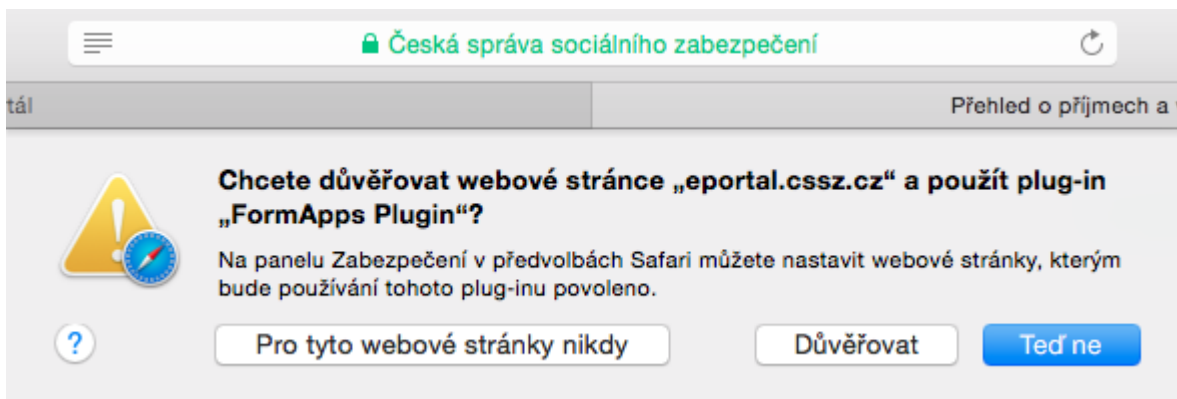 Česká správa sociálního zabezpečení
tál
Přehled o příjmech a
Chcete důvěřovat webové stránce „eportal.cssz.cz“ a použít plug-in
„FormApps Plugin“?
Na panelu Zabezpečení v předvolbách Safari můžete nastavit webové stránky, kterým
bude používání tohoto plug-inu povoleno.
?
Pro tyto webové stránky nikdy
Důvěřovat
Teď ne